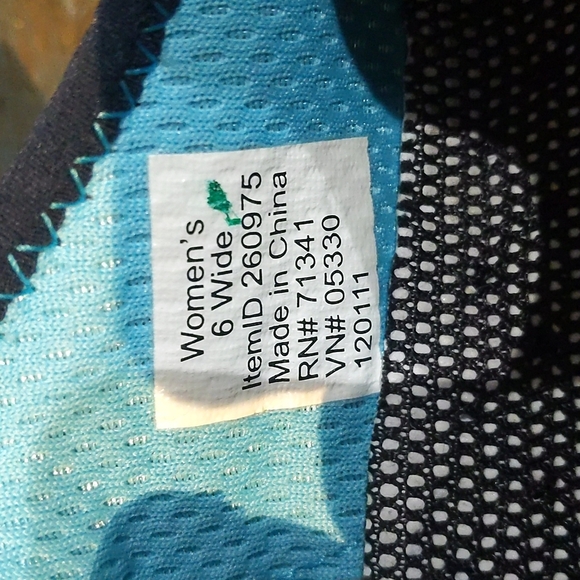 Women's
6 Wide
ItemID 260975
Made in China
RN# 71341
VN# 05330
120111